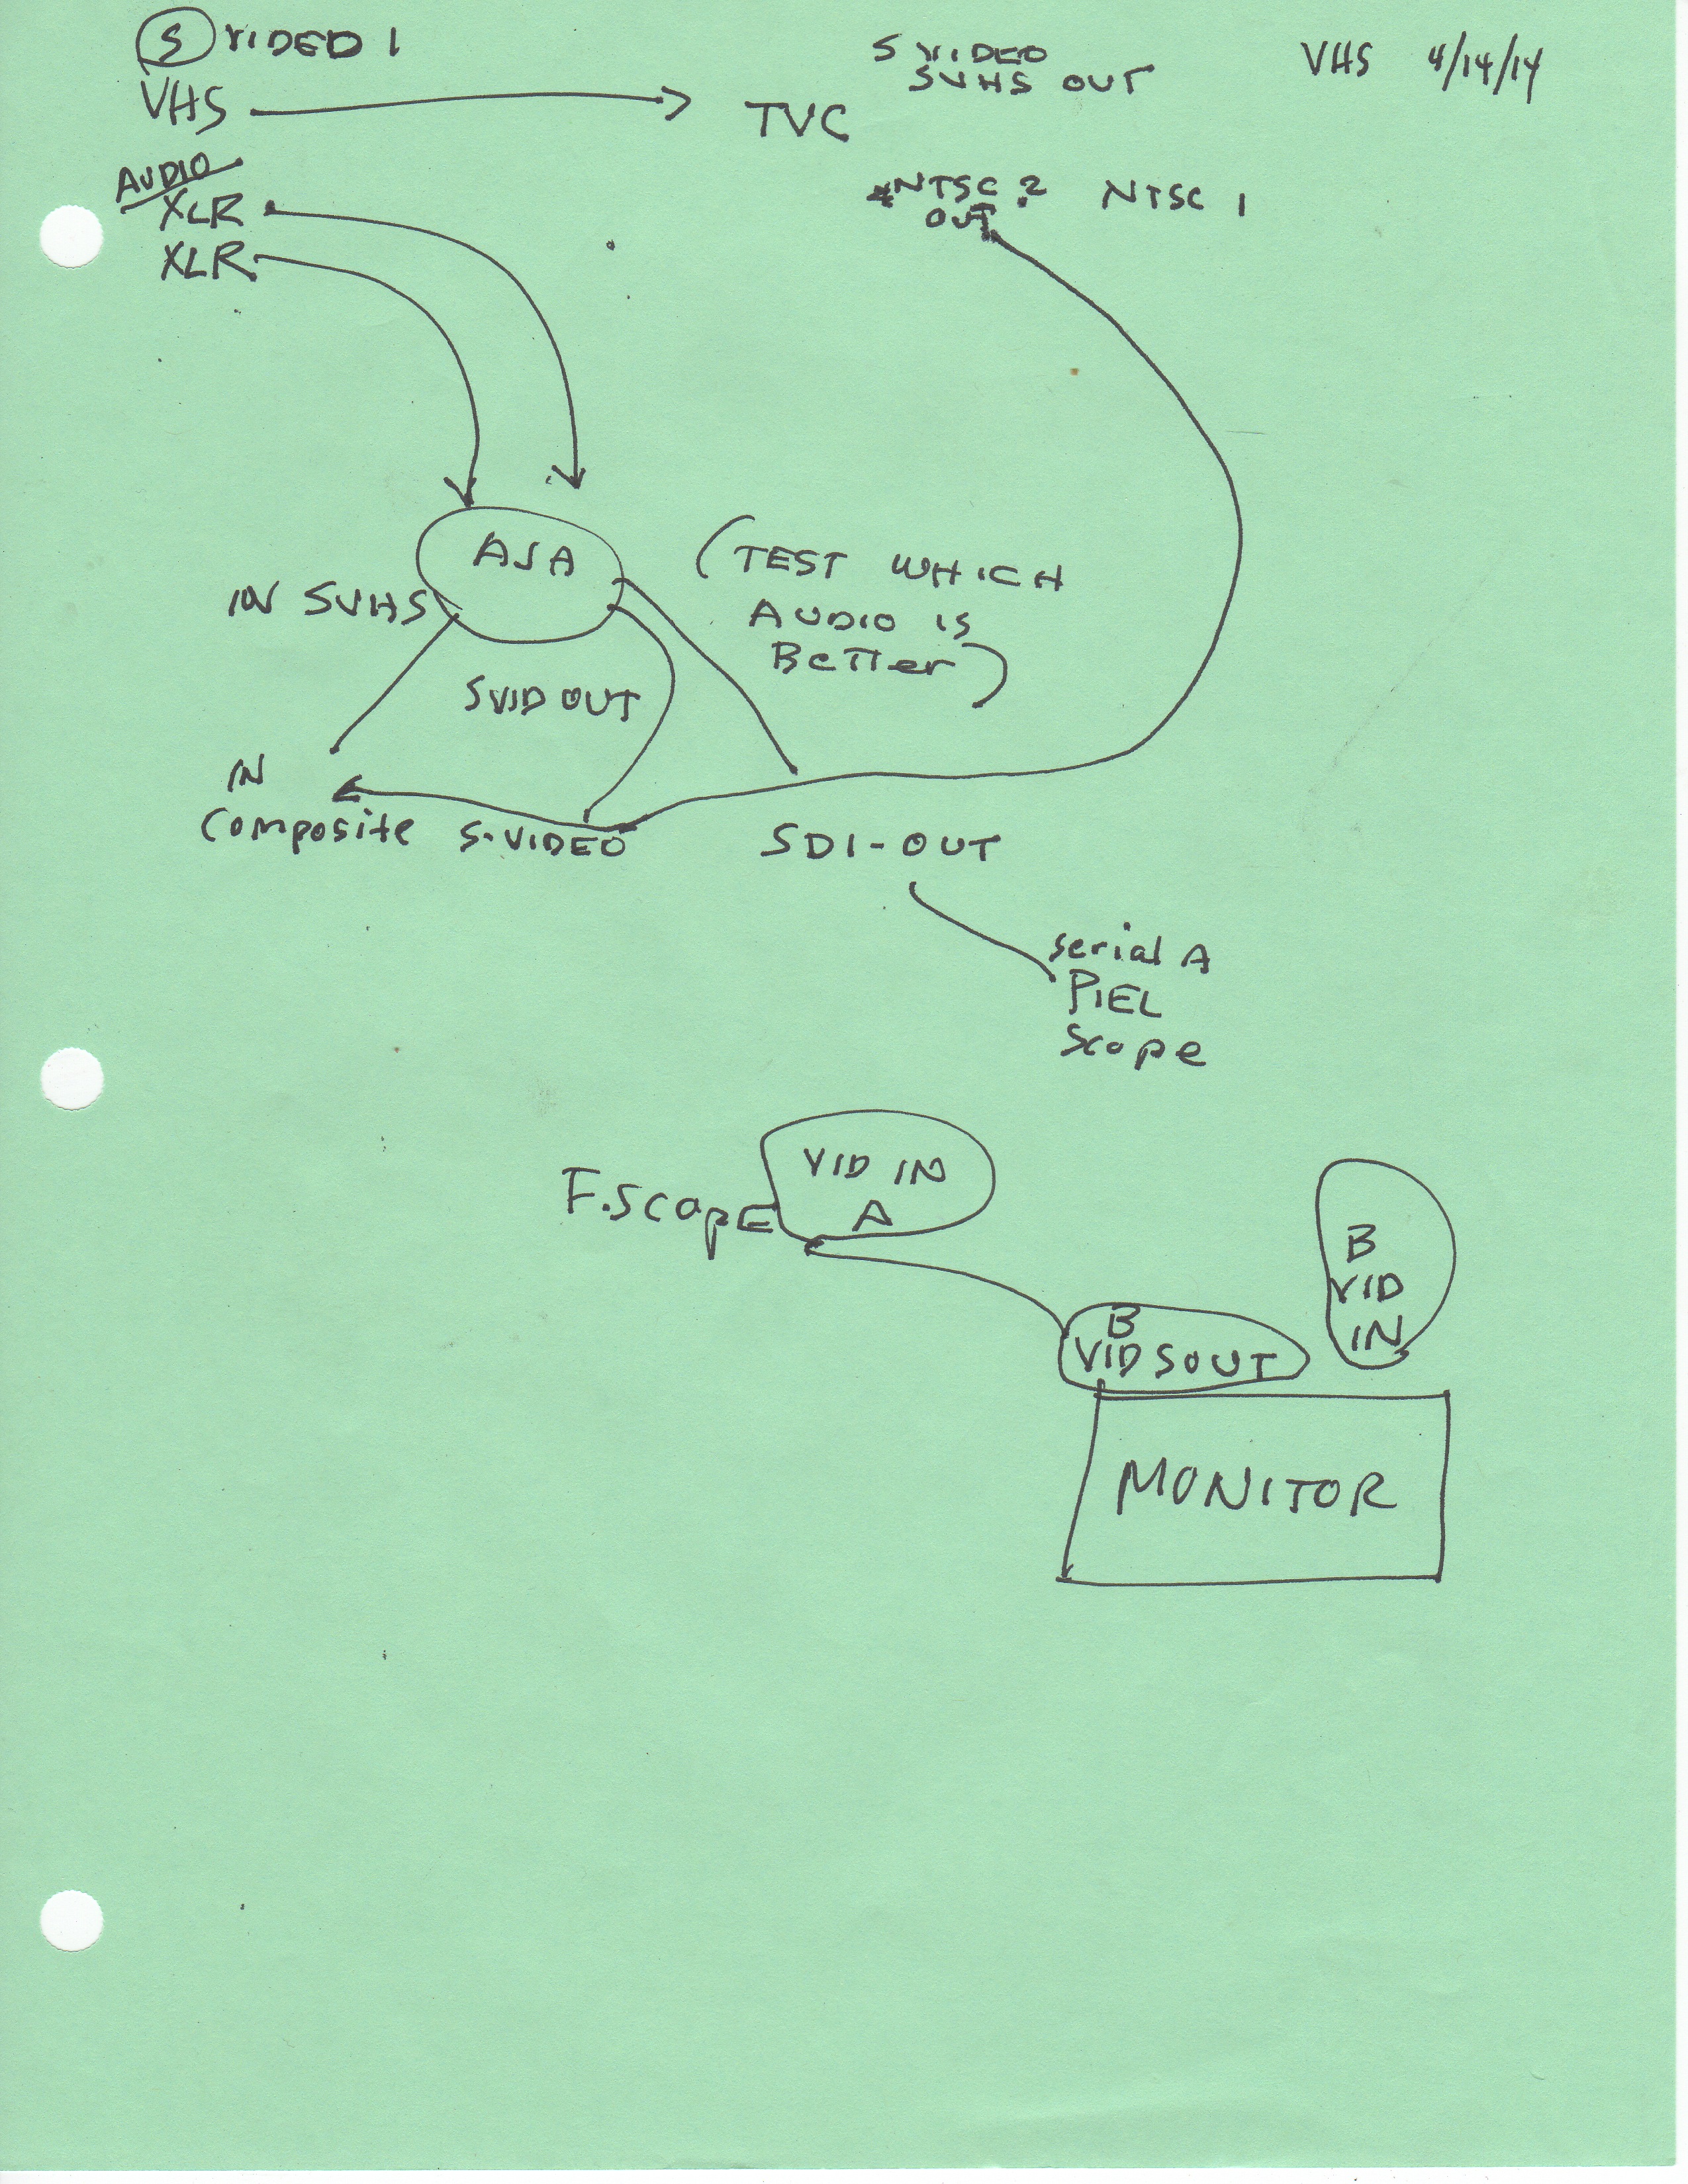 S VIDEO 1
VHS
TVC
S VIDEO
SVHS OUT
VHS 4/14/14
AUDIO
XLR
XLR
NTSC 2 NTSC 1
OUT
AJA
IN SVHS
(TEST WHICH
AUDIO IS
Better)
SVID OUT
IN
Composite S-VIDEO
SDI-OUT
serial A
PIEL
Scope
F.SCOPE
VID IN
A
B
VID
IN
B
VIDSOUT
MONITOR